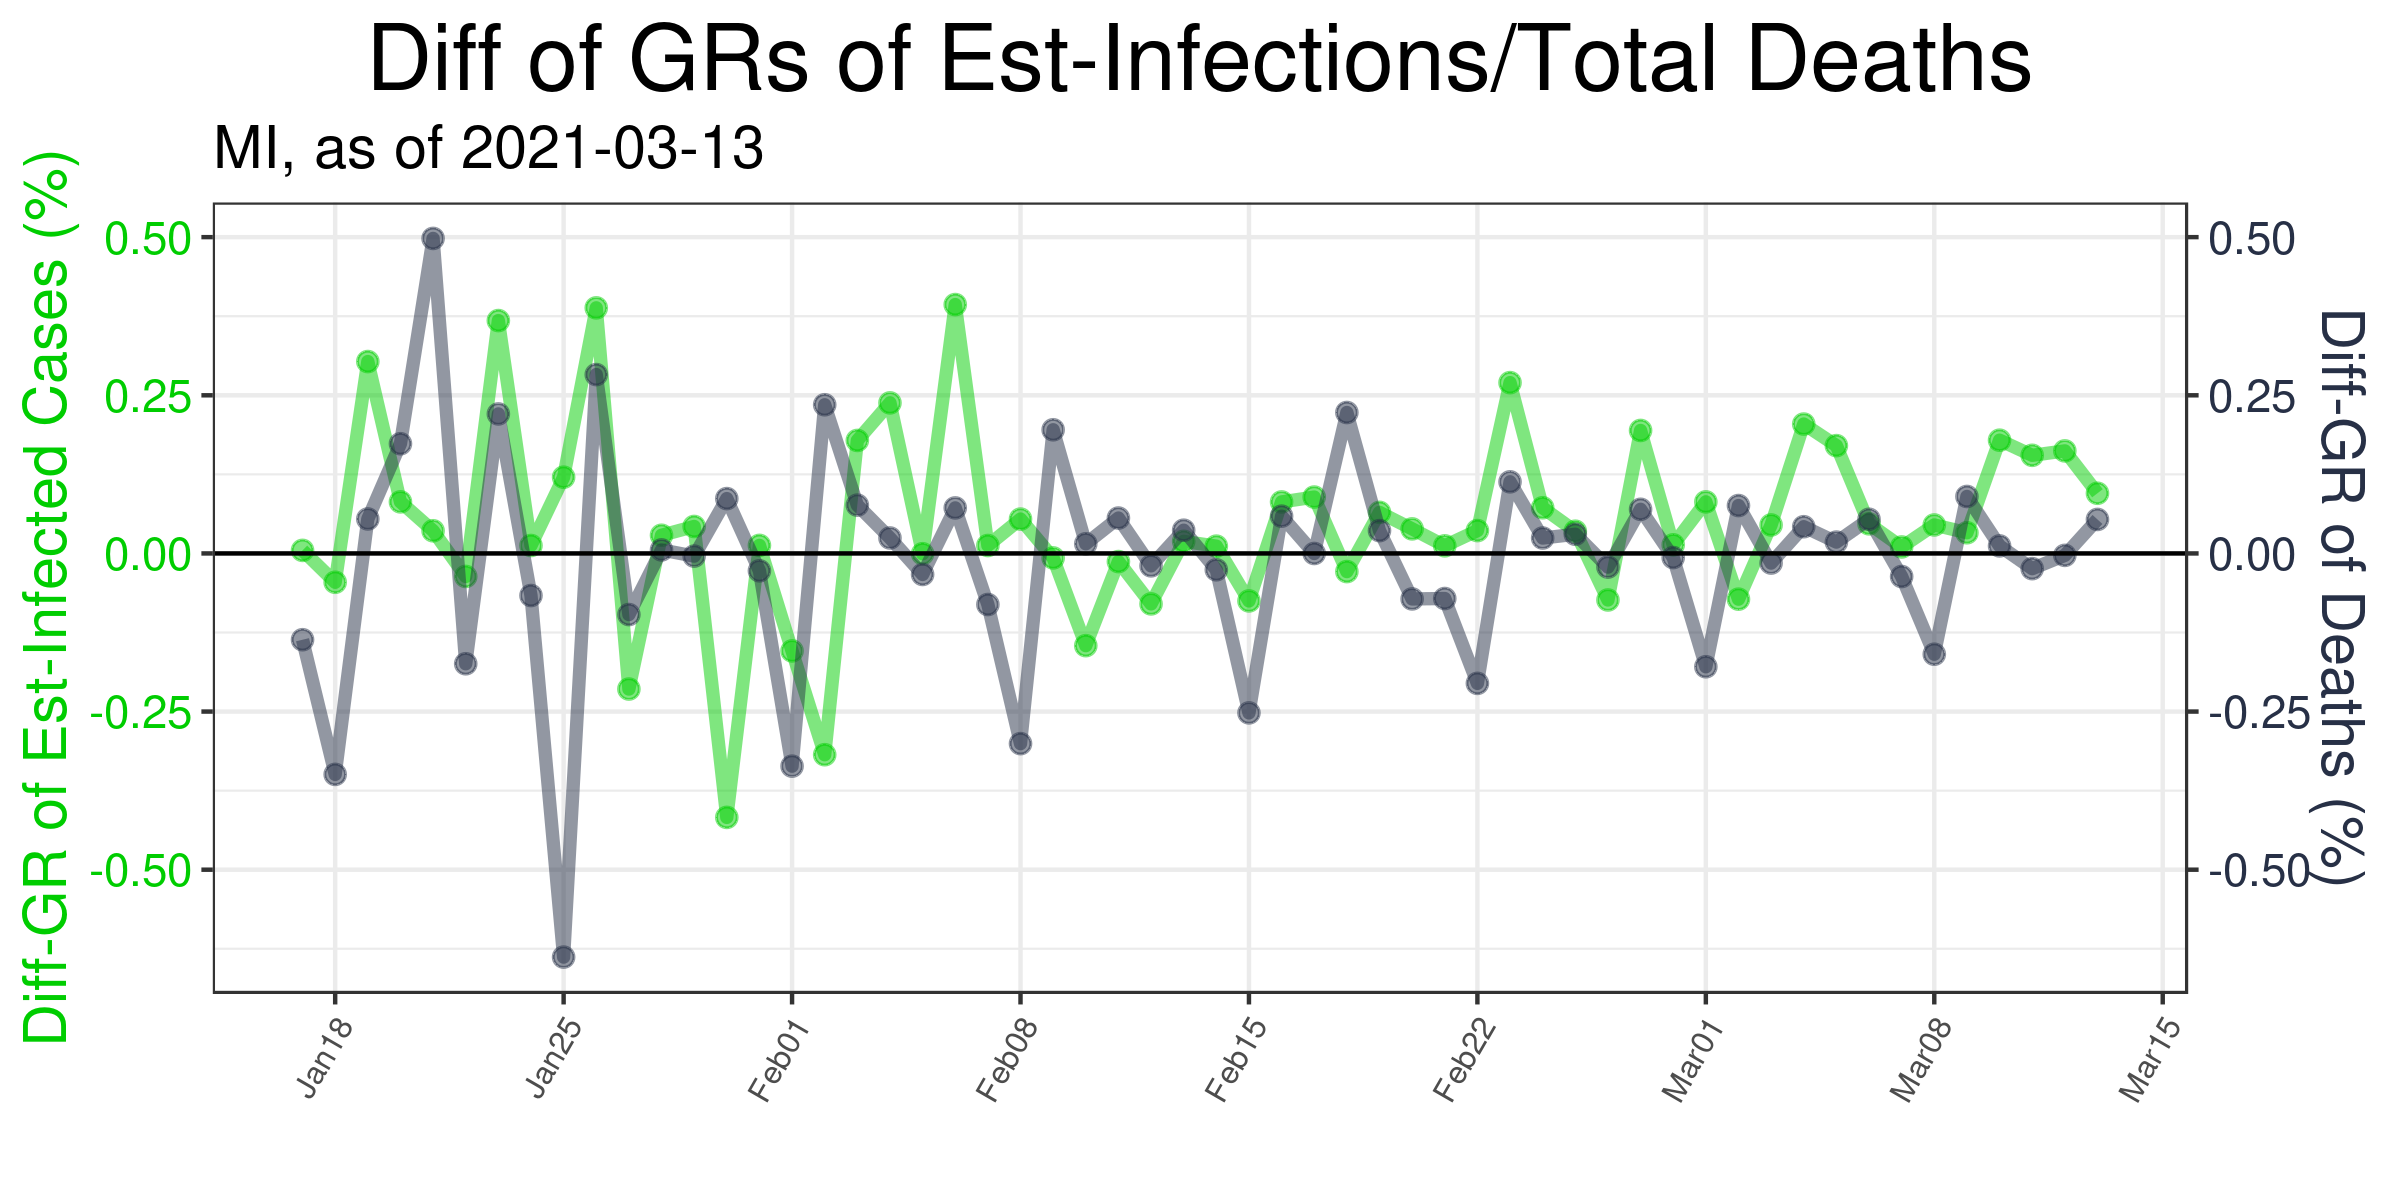 Diff of GRs of Est-Infections/Total Deaths
MI, as of 2021-03-13
Diff-GR of Est-Infected Cases (%)
0.50
0.25
0.00
-0.25
-0.50
0.50
0.25
0.00
-0.25
-0.50
Diff-GR of Deaths (%)
Jan18
Jan25
Feb01
Feb08
Feb15
Feb22
Mar01
Mar08
Mar15